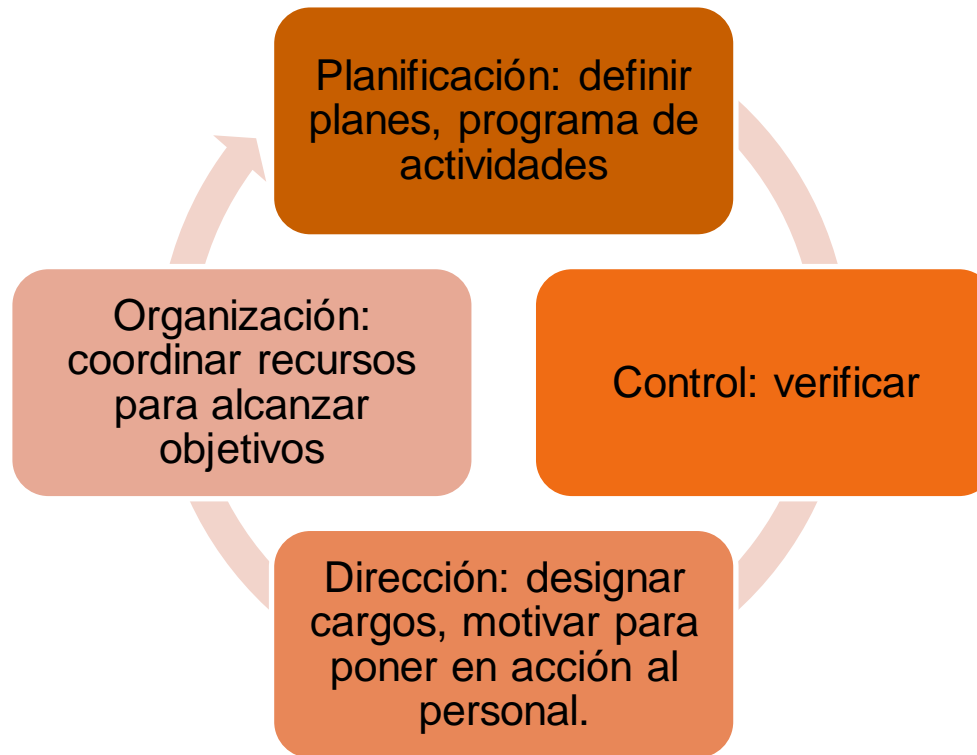 Planificación: definir
planes, programa de
actividades
Organización:
coordinar recursos
para alcanzar
objetivos
Control: verificar
Dirección: designar
cargos, motivar para
poner en acción al
personal.